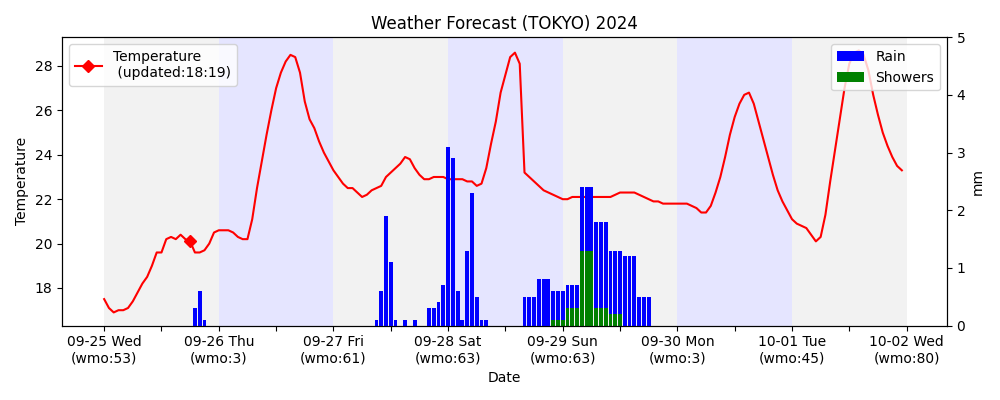 Weather Forecast (TOKYO) 2024
Temperature
(updated:18:19)
Rain
Showers
Temperature
28
26
24
22
20
18
5
4
3
2
1
0
mm
09-25 Wed
(wmo:53)
09-26 Thu
(wmo:3)
09-27 Fri
(wmo:61)
09-28 Sat
(wmo:63)
09-29 Sun
(wmo:63)
09-30 Mon
(wmo:3)
10-01 Tue
(wmo:45)
10-02 Wed
(wmo:80)
Date